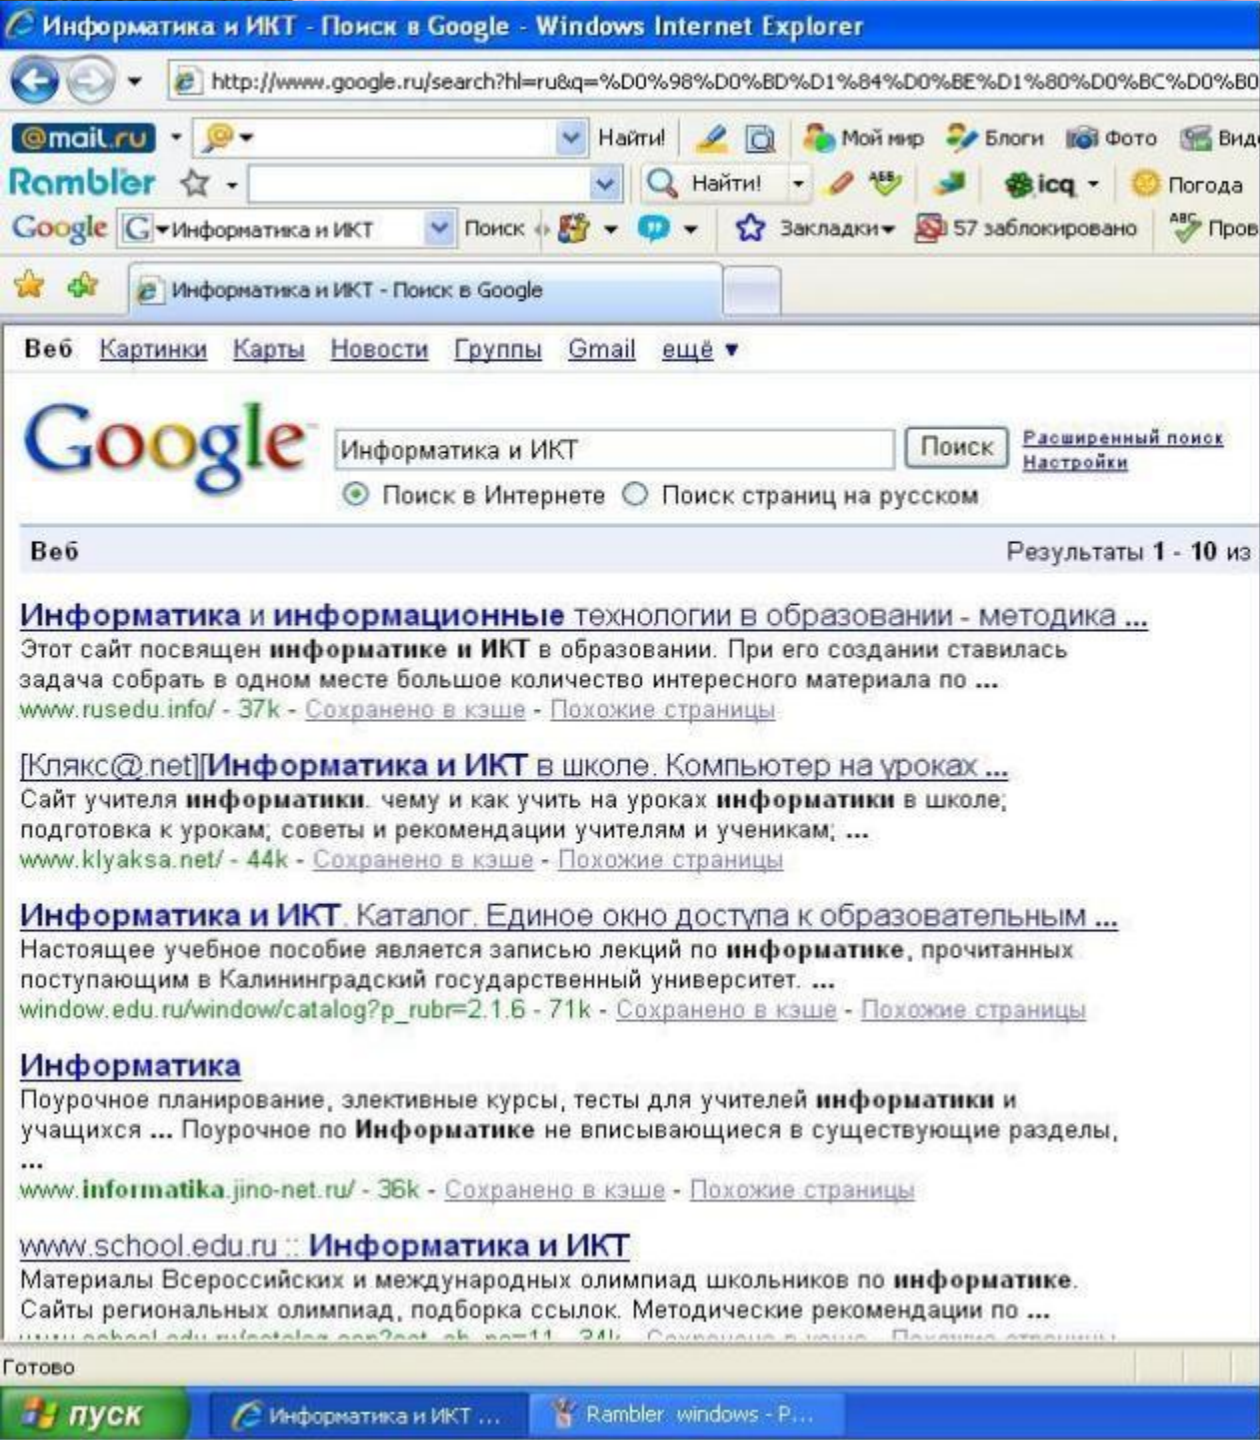 Информатика и ИКТ - Поиск в Google - Windows Internet Explorer
http://www.google.ru/search?hl=ru&q=%D0%98%D0%BD%D1%84%D0%BE%D1%80%D0%BC%D0%B0
@mail.ru Найти! Мой мир Блоги Фото Вид
Rambler Найти! АБВ icq Погода
Google G Информатика и ИКТ Поиск Закладки 57 заблокировано ABC Пров
Информатика и ИКТ - Поиск в Google
Веб Картинки Карты Новости Группы Gmail ещё ▼
Google™ Информатика и ИКТ Поиск Расширенный поиск
Настройки
Поиск в Интернете Поиск страниц на русском
Веб Результаты 1 - 10 из
Информатика и информационные технологии в образовании - методика ...
Этот сайт посвящен информатике и ИКТ в образовании. При его создании ставилась
задача собрать в одном месте большое количество интересного материала по ...
www.rusedu.info/ - 37k - Сохранено в кэше - Похожие страницы
[Клякс@.net][Информатика и ИКТ в школе. Компьютер на уроках ...
Сайт учителя информатики. чему и как учить на уроках информатики в школе;
подготовка к урокам; советы и рекомендации учителям и ученикам; ...
www.klyaksa.net/ - 44k - Сохранено в кэше - Похожие страницы
Информатика и ИКТ. Каталог. Единое окно доступа к образовательным ...
Настоящее учебное пособие является записью лекций по информатике, прочитанных
поступающим в Калининградский государственный университет. ...
window.edu.ru/window/catalog?p_rubr=2.1.6 - 71k - Сохранено в кэше - Похожие страницы
Информатика
Поурочное планирование, элективные курсы, тесты для учителей информатики и
учащихся ... Поурочное по Информатике не вписывающиеся в существующие разделы,
...
www.informatika.jino-net.ru/ - 36k - Сохранено в кэше - Похожие страницы
www.school.edu.ru :: Информатика и ИКТ
Материалы Всероссийских и международных олимпиад школьников по информатике.
Сайты региональных олимпиад, подборка ссылок. Методические рекомендации по ...
Сохранено в кэше - Похожие страницы
Готово
пуск Информатика и ИКТ ... Rambler windows - P...